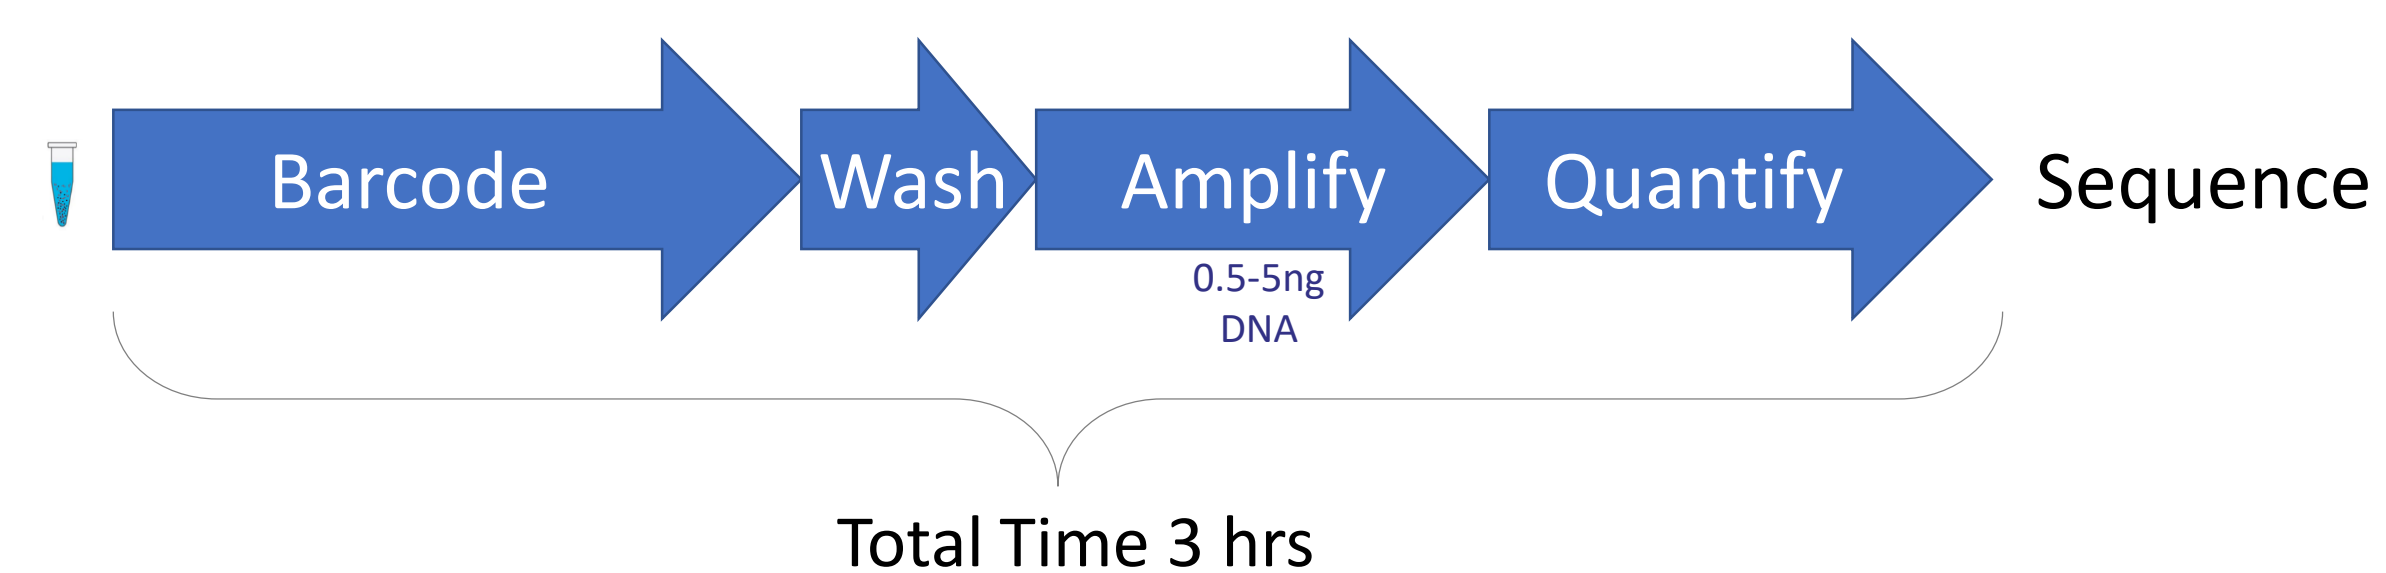 Barcode
Wash
Amplify
Quantify
Sequence
0.5-5ng
DNA
Total Time 3 hrs